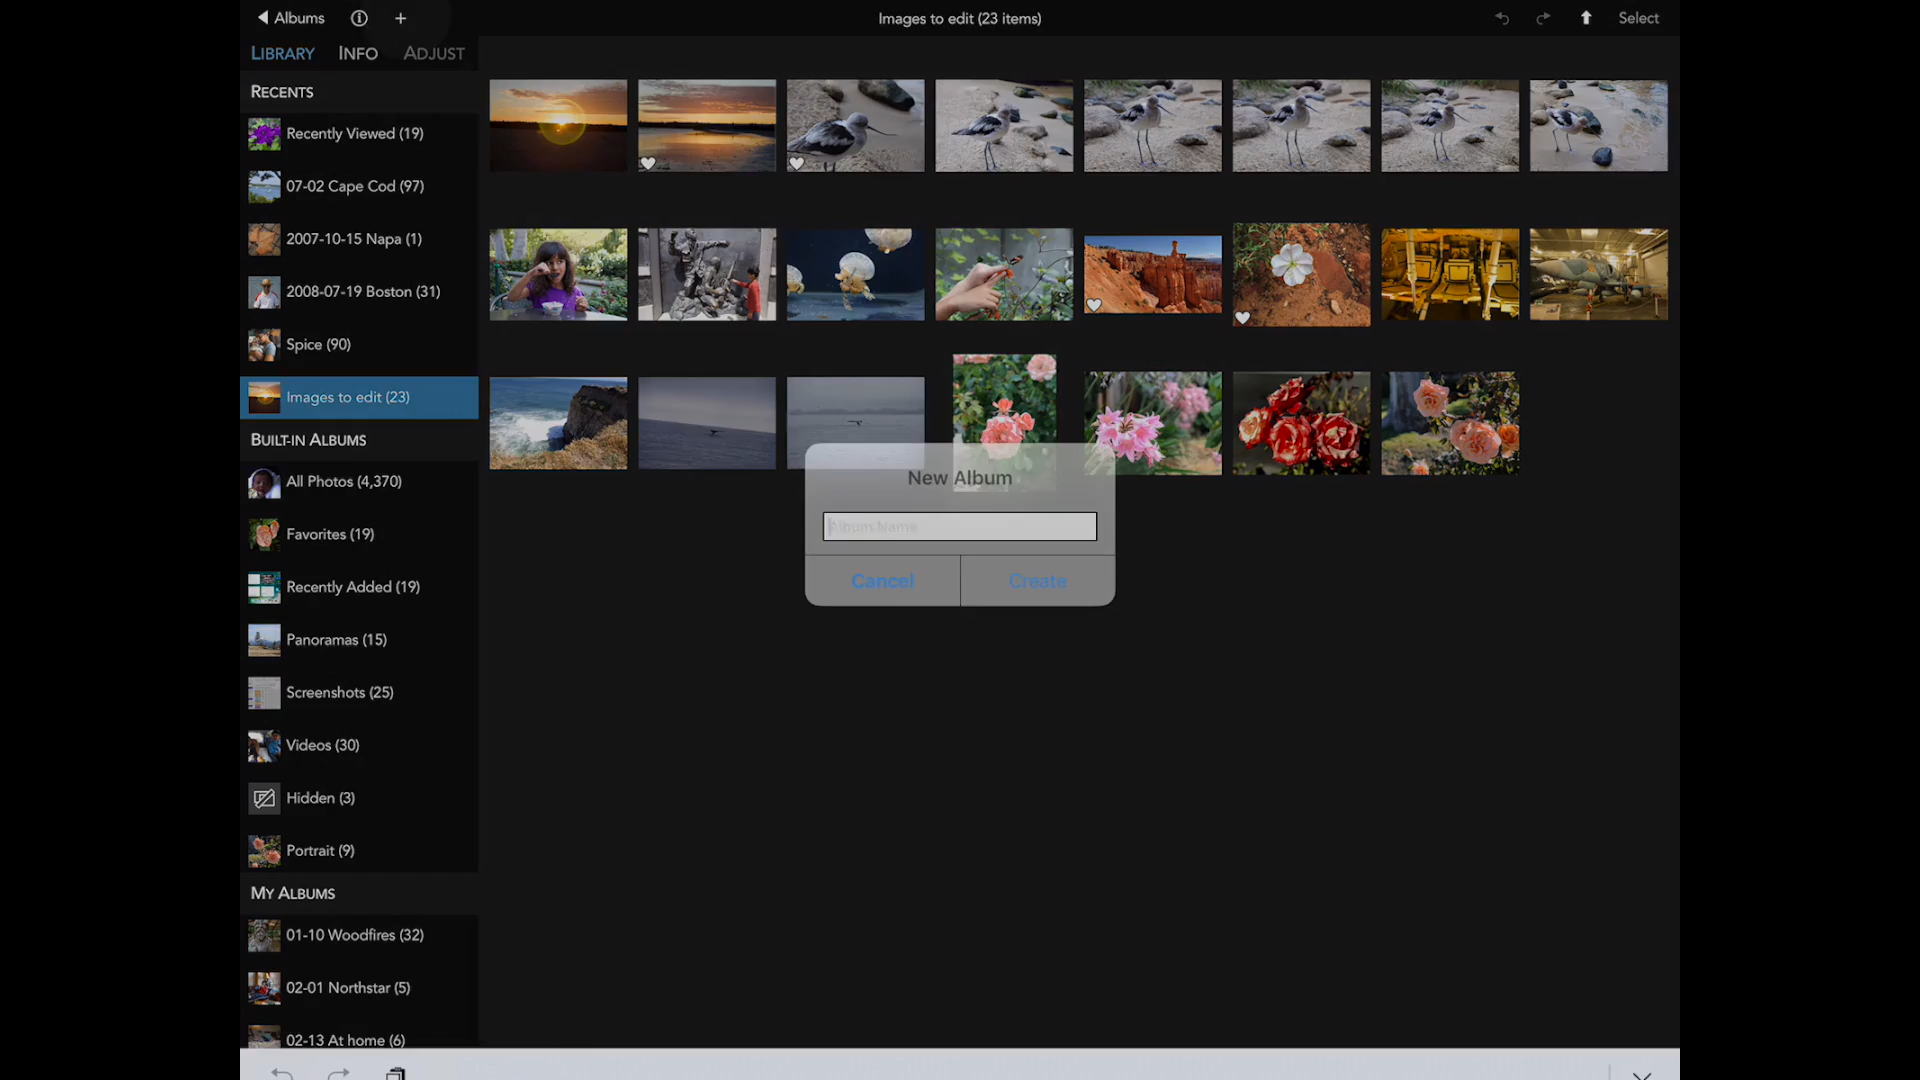 Albums
Images to edit (23 items)
Select
LIBRARY INFO ADJUST
RECENTS
Recently Viewed (19)
07-02 Cape Cod (97)
2007-10-15 Napa (1)
2008-07-19 Boston (31)
Spice (90)
Images to edit (23)
BUILT-IN ALBUMS
All Photos (4,370)
Favorites (19)
Recently Added (19)
Panoramas (15)
Screenshots (25)
Videos (30)
Hidden (3)
Portrait (9)
MY ALBUMS
01-10 Woodfires (32)
02-01 Northstar (5)
02-13 At home (6)
New Album
Album Name
Cancel
Create